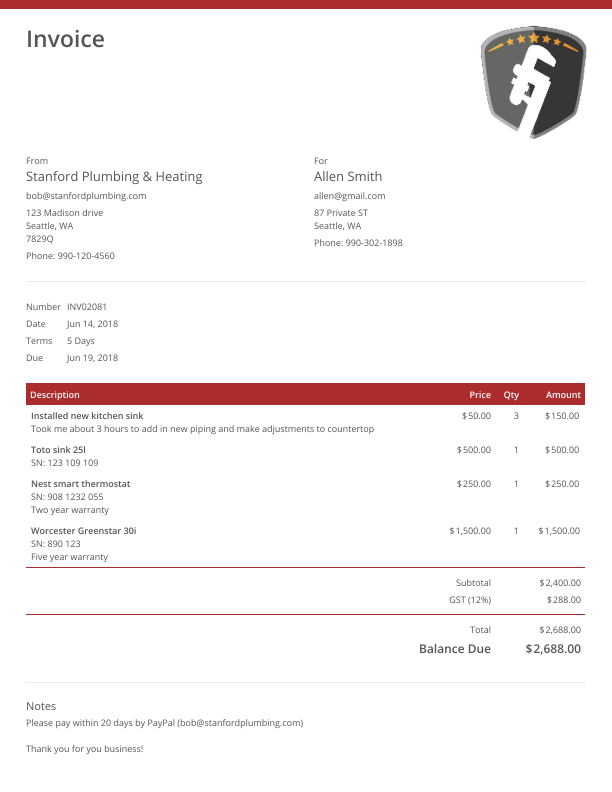 Invoice
From
Stanford Plumbing & Heating
bob@stanfordplumbing.com
123 Madison drive
Seattle, WA
7829Q
Phone: 990-120-4560
For
Allen Smith
allen@gmail.com
87 Private ST
Seattle, WA
Phone: 990-302-1898
Number INV02081
Date Jun 14, 2018
Terms 5 Days
Due Jun 19, 2018
Description Price Qty Amount
Installed new kitchen sink $50.00 3 $150.00
Took me about 3 hours to add in new piping and make adjustments to countertop
Toto sink 25l $500.00 1 $500.00
SN: 123 109 109
Nest smart thermostat $250.00 1 $250.00
SN: 908 1232 055
Two year warranty
Worcester Greenstar 30i $1,500.00 1 $1,500.00
SN: 890 123
Five year warranty
Subtotal $2,400.00
GST (12%) $288.00
Total $2,688.00
Balance Due $2,688.00
Notes
Please pay within 20 days by PayPal (bob@stanfordplumbing.com)
Thank you for you business!